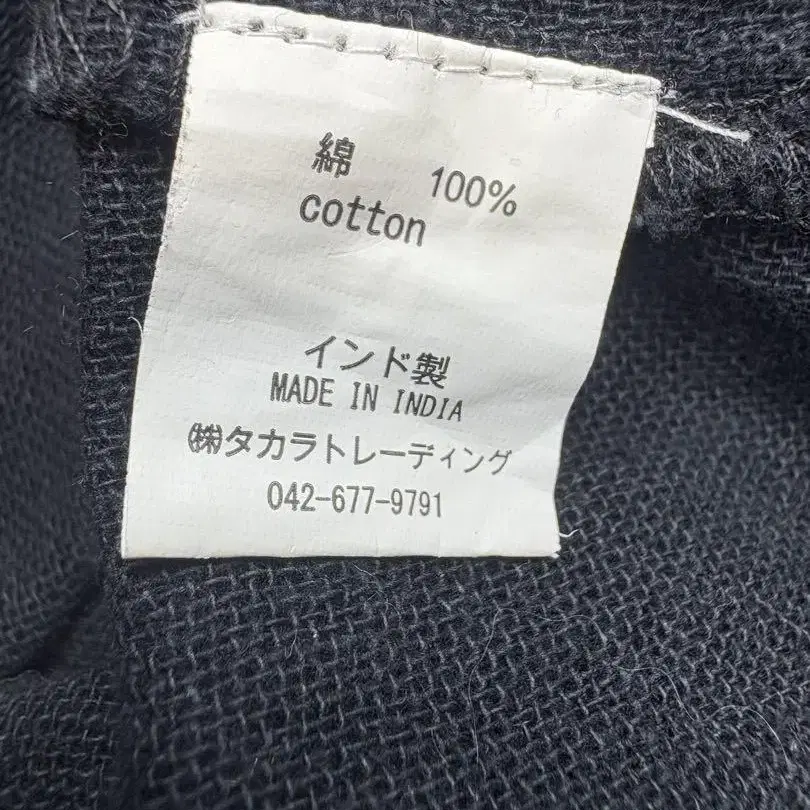 綿 100%
cotton
インド製
MADE IN INDIA
㈱タカラトレーディング
042-677-9791